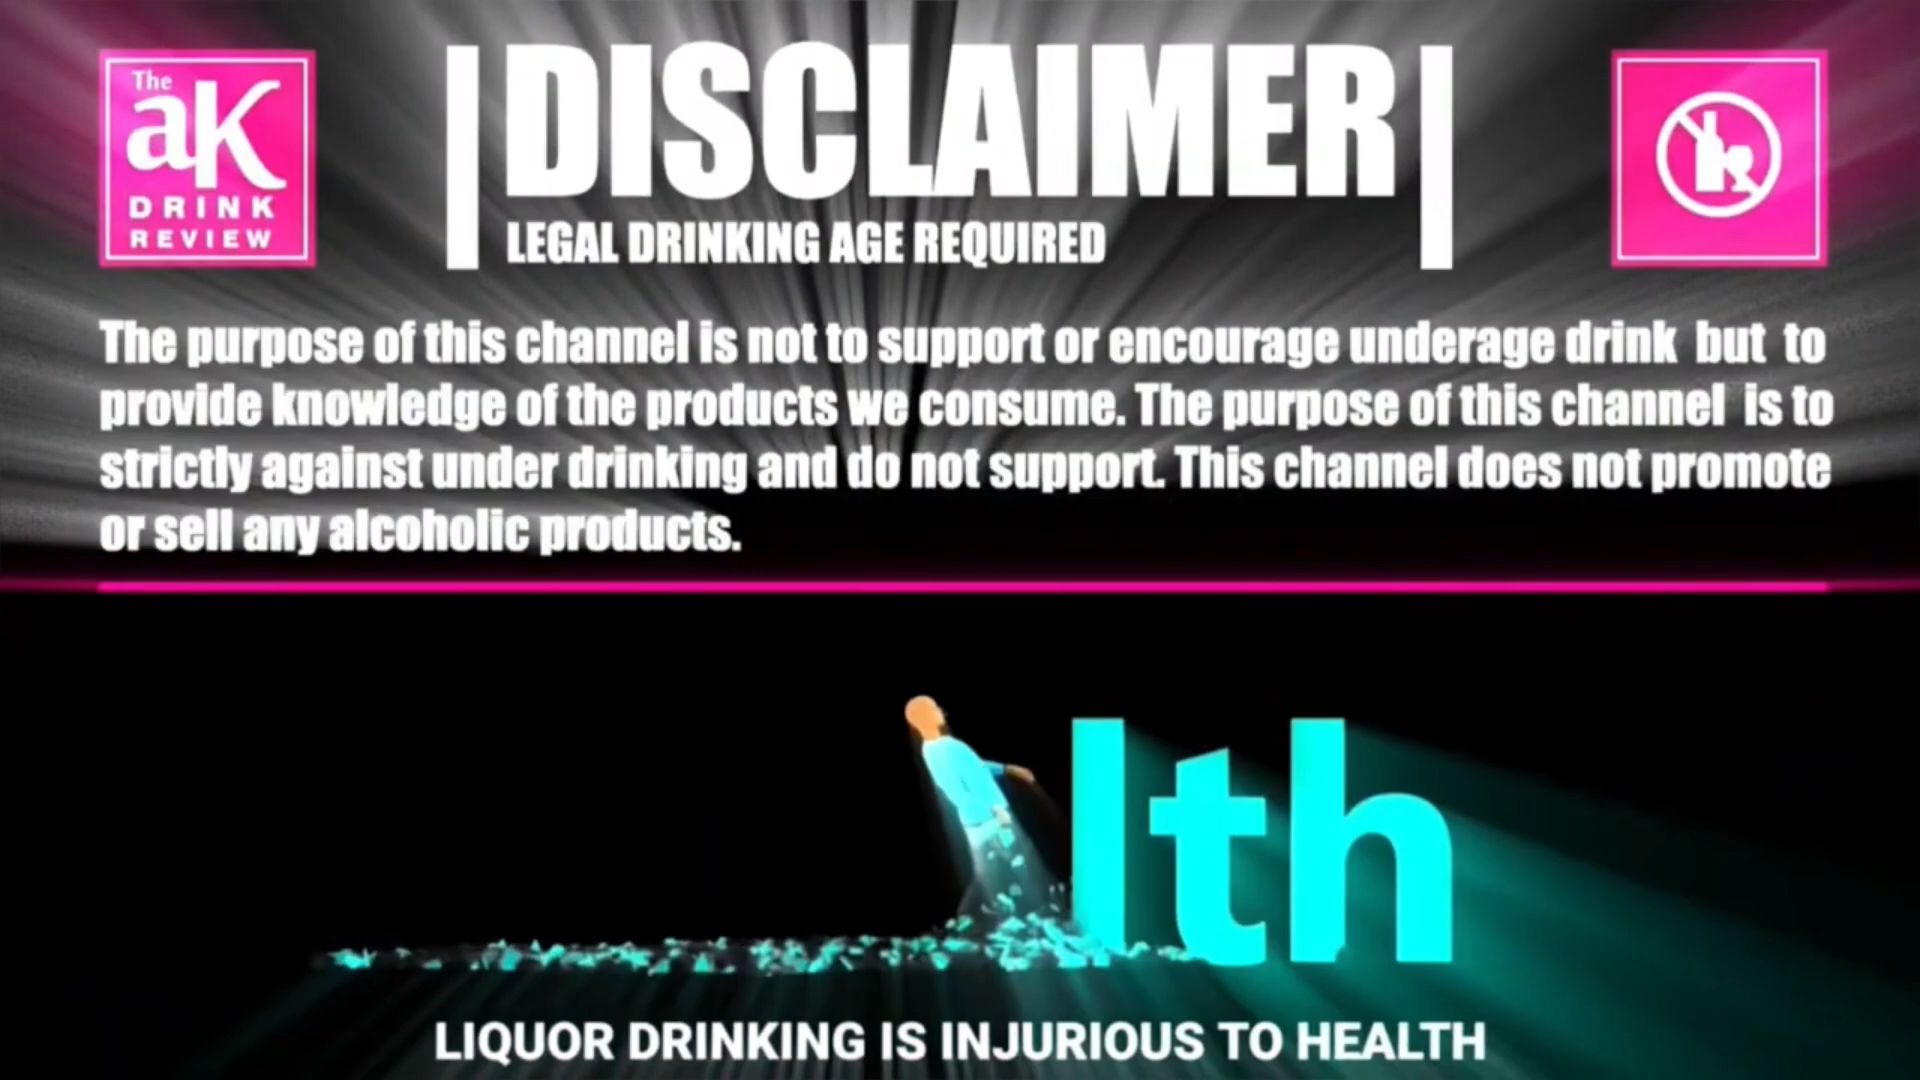 The
aK
DRINK
REVIEW
DISCLAIMER
LEGAL DRINKING AGE REQUIRED
The purpose of this channel is not to support or encourage underage drink but to
provide knowledge of the products we consume. The purpose of this channel is to
strictly against under drinking and do not support. This channel does not promote
or sell any alcoholic products.
lth
LIQUOR DRINKING IS INJURIOUS TO HEALTH